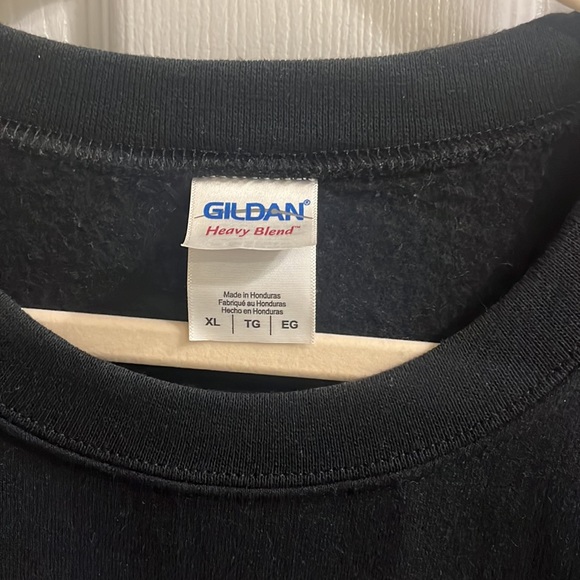 GILDAN®
Heavy Blend™
Made in Honduras
Fabriqué au Honduras
Hecho en Honduras
XL | TG | EG